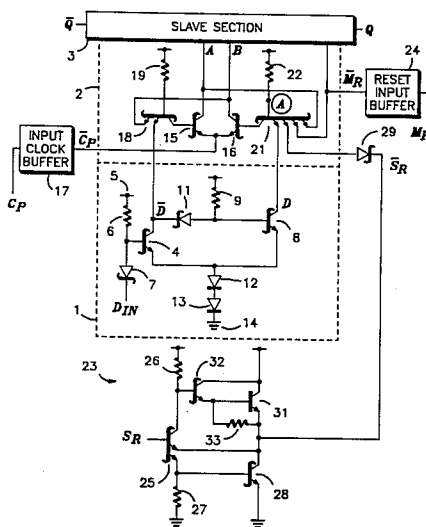 Q̅ SLAVE SECTION Q
3 A B 24
19 22 M̅R RESET INPUT BUFFER
2 A MR
C̅P 29
18 15 16 21
INPUT CLOCK BUFFER S̅R
17 5 11 9
CP 6 D̅ D
4 8
7 12
DIN 13
1 14
26 32
23 31
33
SR
25 28
27